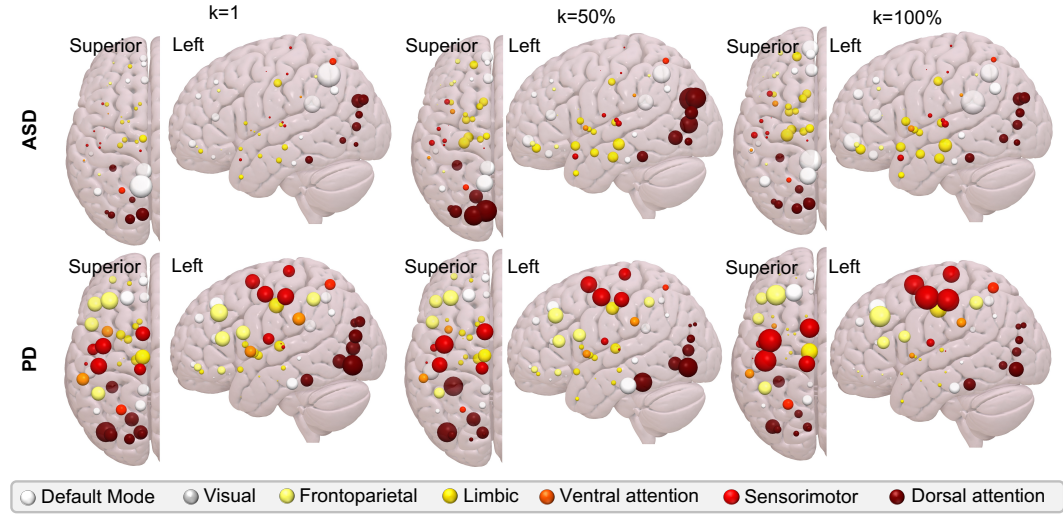 k=1 k=50% k=100%
Superior Left Superior Left Superior Left
ASD
Superior Left Superior Left Superior Left
PD
Default Mode Visual Frontoparietal Limbic Ventral attention Sensorimotor Dorsal attention